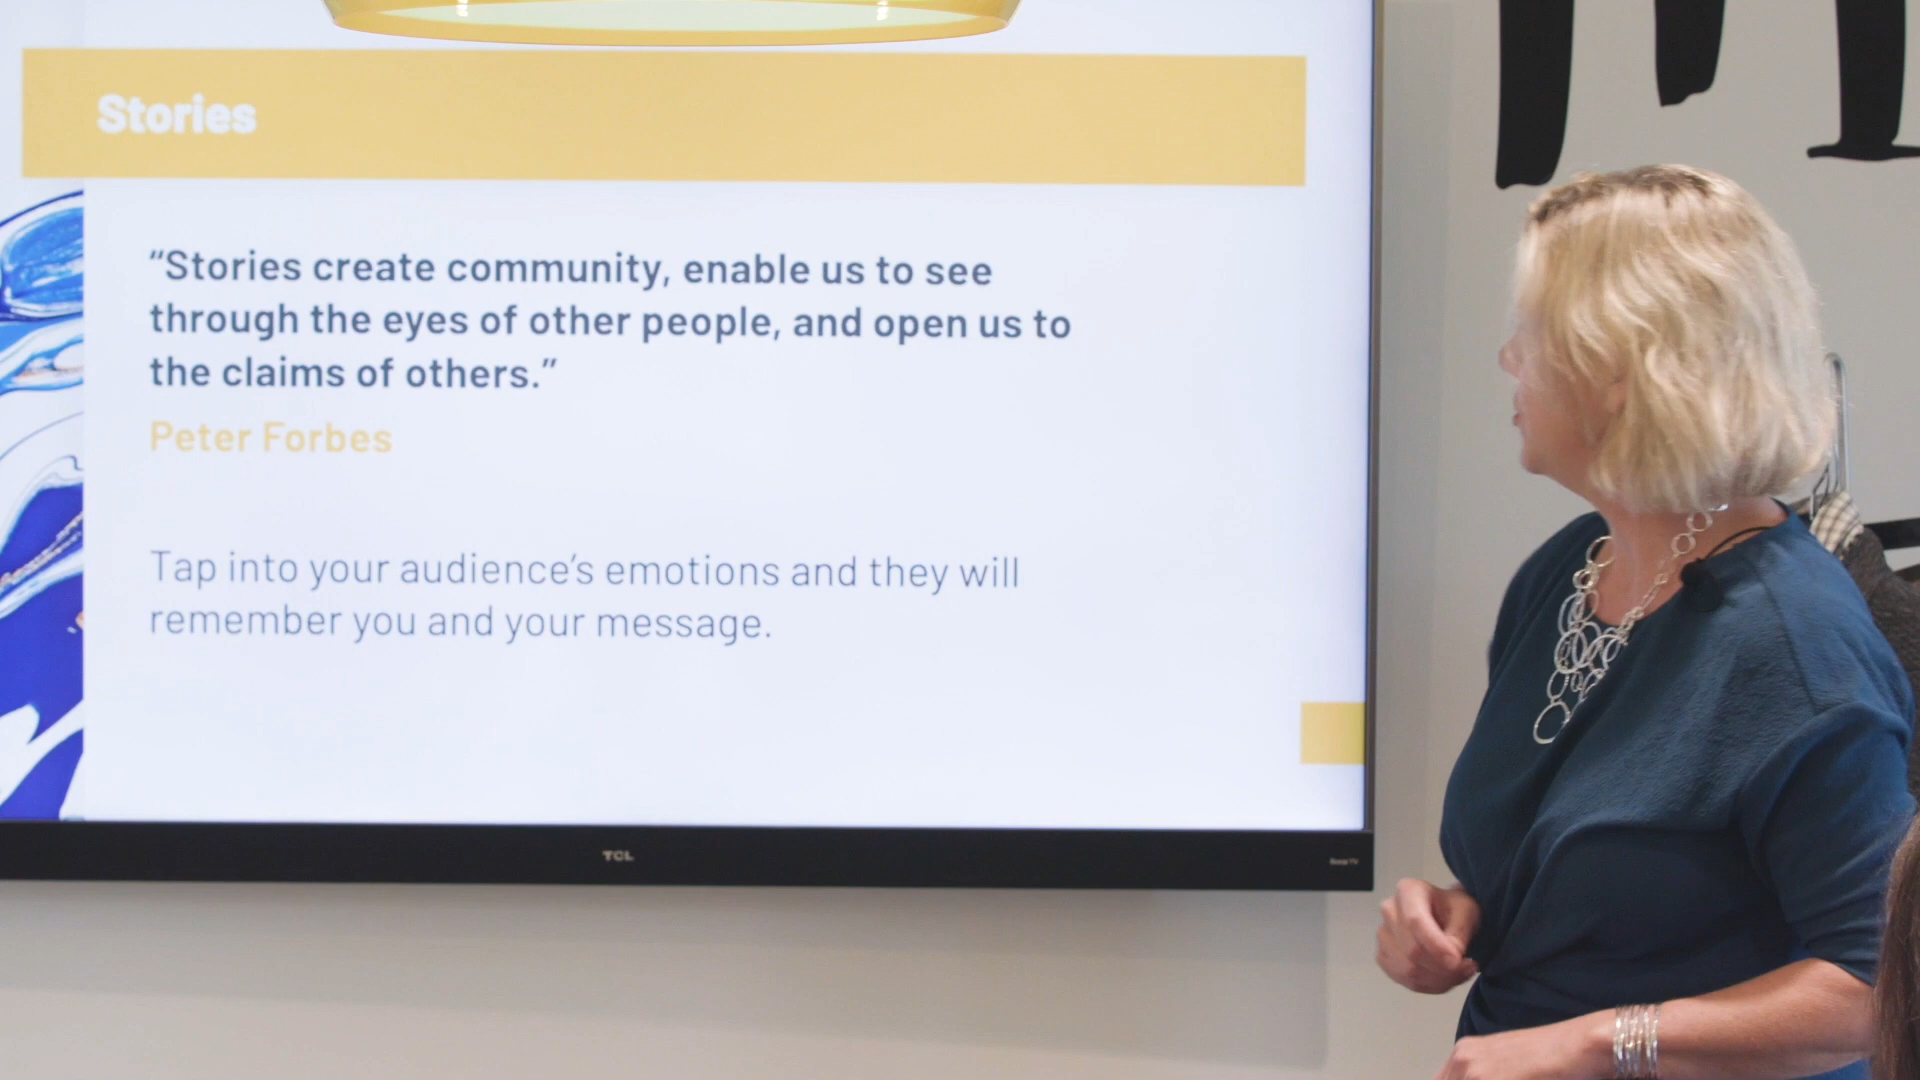 Stories
“Stories create community, enable us to see
through the eyes of other people, and open us to
the claims of others.”
Peter Forbes
Tap into your audience’s emotions and they will
remember you and your message.
TCL
Roku TV